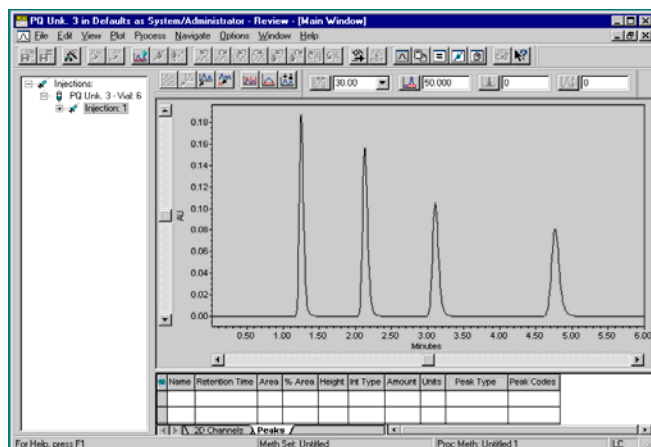 PQ Unk. 3 in Defaults as System/Administrator - Review - [Main Window]
File Edit View Plot Process Navigate Options Window Help
30.00 50.000 0 0
Injections:
PQ Unk. 3 - Vial: 6
Injection: 1
0.18
0.16
0.14
0.12
0.10
0.08
0.06
0.04
0.02
0.00
AU
0.50 1.00 1.50 2.00 2.50 3.00 3.50 4.00 4.50 5.00 5.50 6.00
Minutes
Name Retention Time Area % Area Height Int Type Amount Units Peak Type Peak Codes
2D Channels Peaks
For Help, press F1 Meth Set: Untitled Proc Meth: Untitled 1 LC